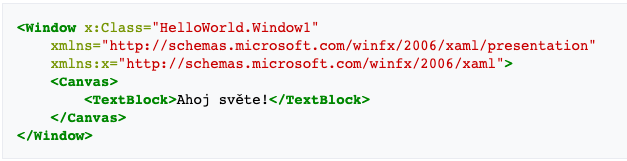 <Window x:Class="HelloWorld.Window1"
    xmlns="http://schemas.microsoft.com/winfx/2006/xaml/presentation"
    xmlns:x="http://schemas.microsoft.com/winfx/2006/xaml">
    <Canvas>
        <TextBlock>Ahoj světe!</TextBlock>
    </Canvas>
</Window>